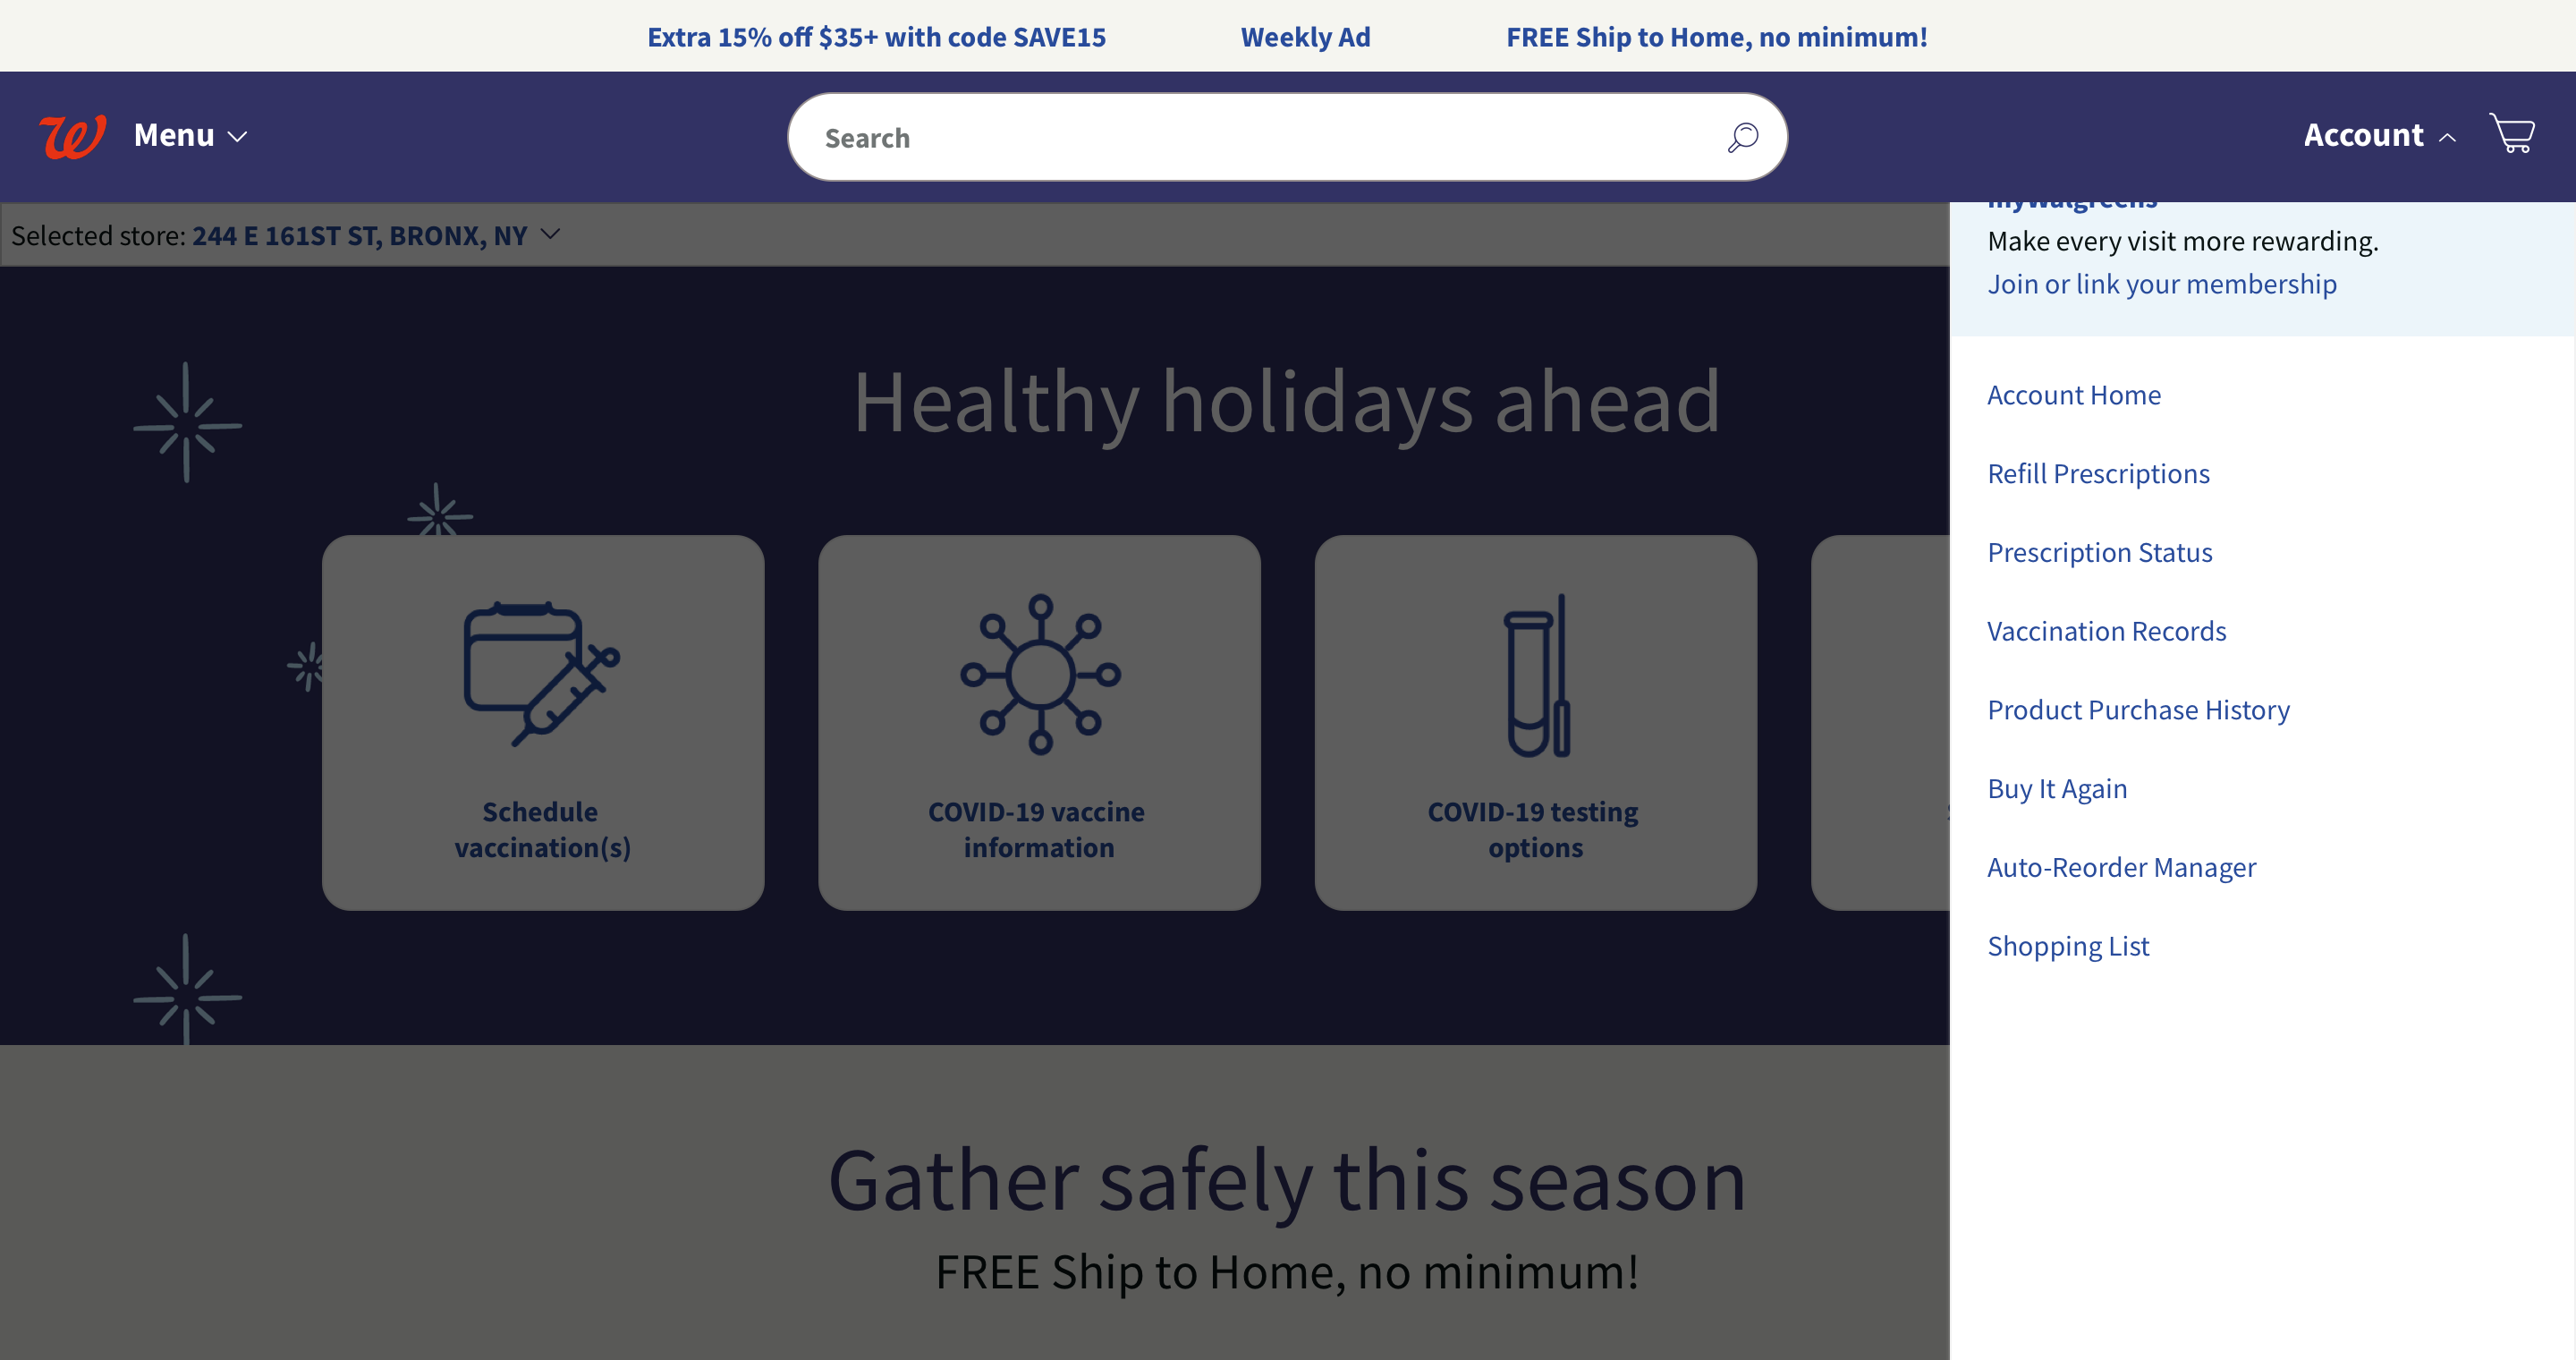 Extra 15% off $35+ with code SAVE15
Weekly Ad
FREE Ship to Home, no minimum!
Menu
Search
Account
Selected store: 244 E 161ST ST, BRONX, NY
myWalgreens
Make every visit more rewarding.
Join or link your membership
Account Home
Refill Prescriptions
Prescription Status
Vaccination Records
Product Purchase History
Buy It Again
Auto-Reorder Manager
Shopping List
Healthy holidays ahead
Schedule
vaccination(s)
COVID-19 vaccine
information
COVID-19 testing
options
Gather safely this season
FREE Ship to Home, no minimum!